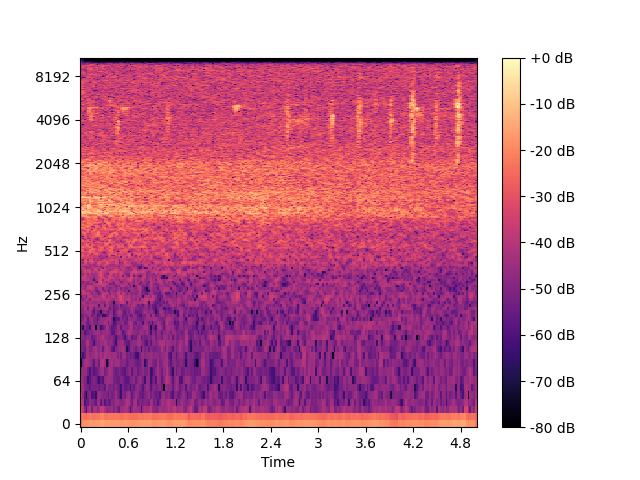 8192
4096
2048
1024
512
256
128
64
0
Hz
0 0.6 1.2 1.8 2.4 3 3.6 4.2 4.8
Time
+0 dB
-10 dB
-20 dB
-30 dB
-40 dB
-50 dB
-60 dB
-70 dB
-80 dB